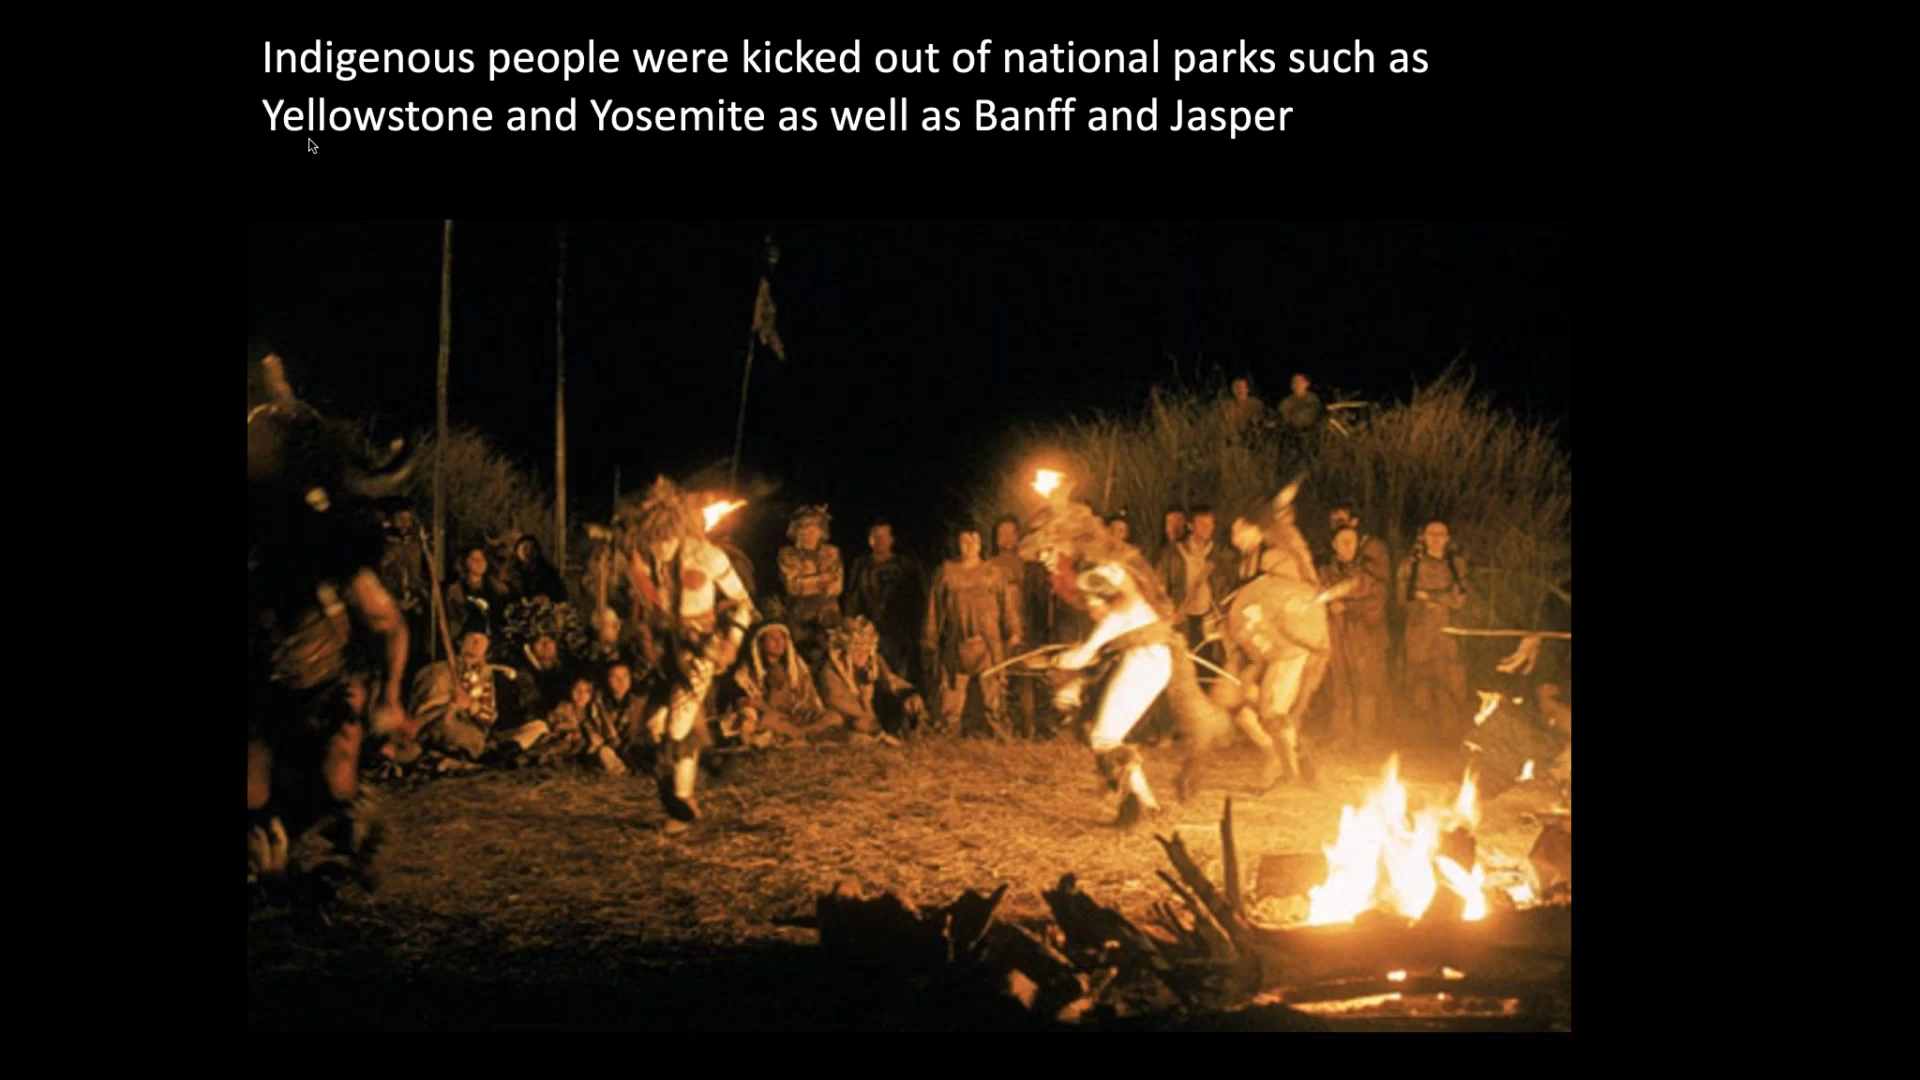 Indigenous people were kicked out of national parks such as
Yellowstone and Yosemite as well as Banff and Jasper